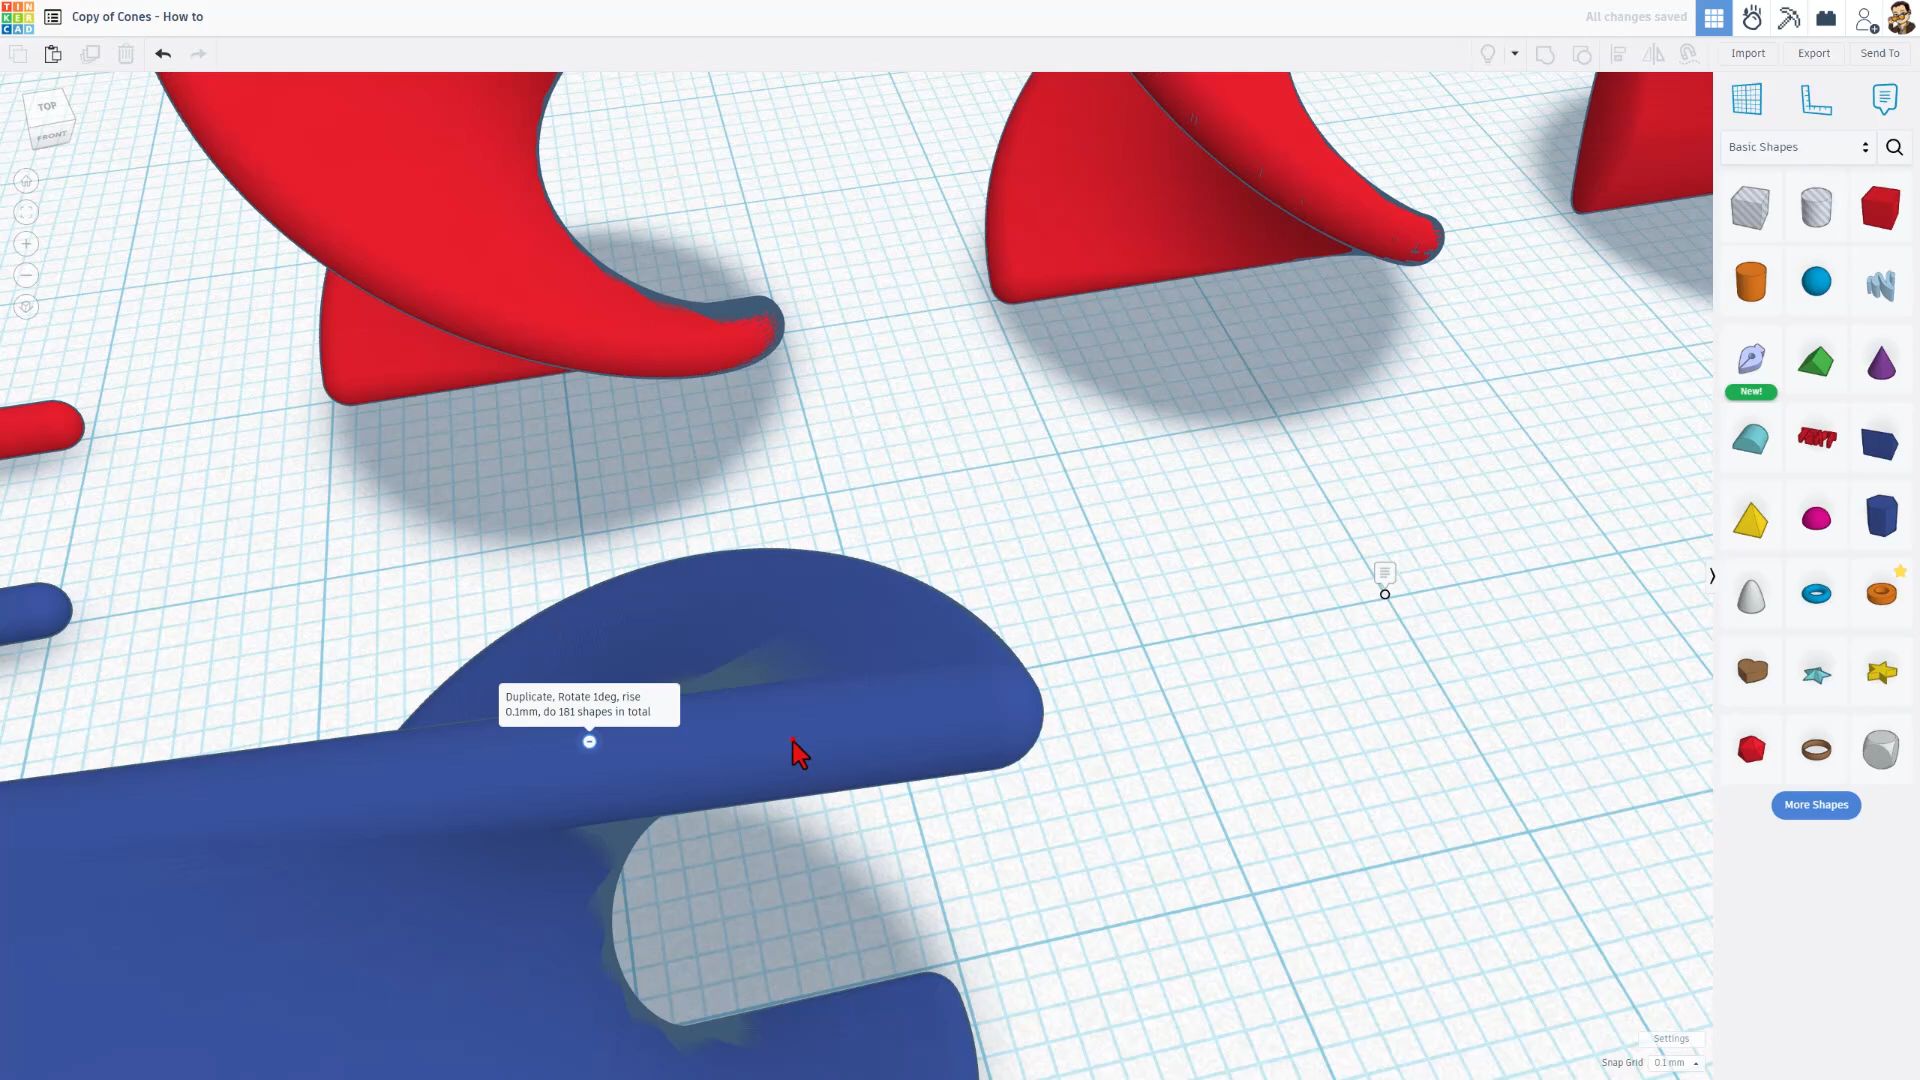 TIN
KER
CAD
Copy of Cones - How to
All changes saved
Import
Export
Send To
TOP
FRONT
Basic Shapes
New!
TEXT
Duplicate, Rotate 1deg, rise
0.1mm, do 181 shapes in total
More Shapes
Settings
Snap Grid
0.1 mm